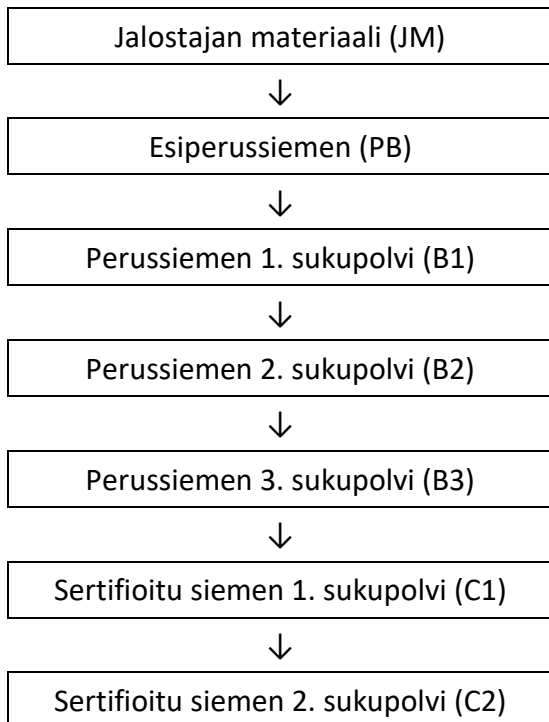 Jalostajan materiaali (JM)
Esiperussiemen (PB)
Perussiemen 1. sukupolvi (B1)
Perussiemen 2. sukupolvi (B2)
Perussiemen 3. sukupolvi (B3)
Sertifioitu siemen 1. sukupolvi (C1)
Sertifioitu siemen 2. sukupolvi (C2)